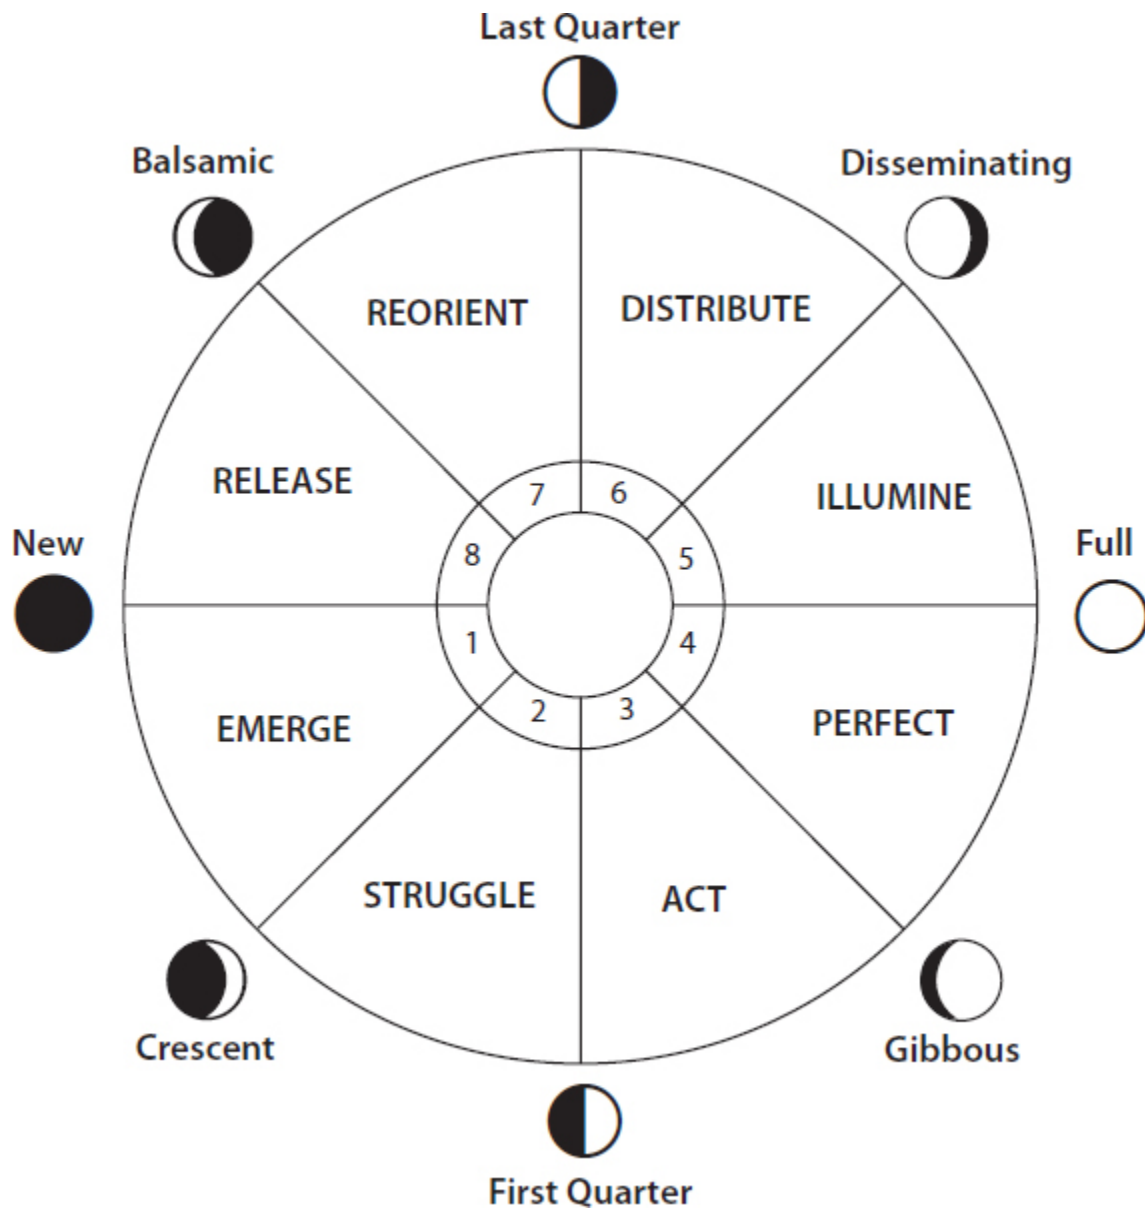 Last Quarter
Balsamic
Disseminating
REORIENT
DISTRIBUTE
RELEASE
ILLUMINE
7
6
New
Full
8
5
1
4
2
3
EMERGE
PERFECT
STRUGGLE
ACT
Crescent
Gibbous
First Quarter